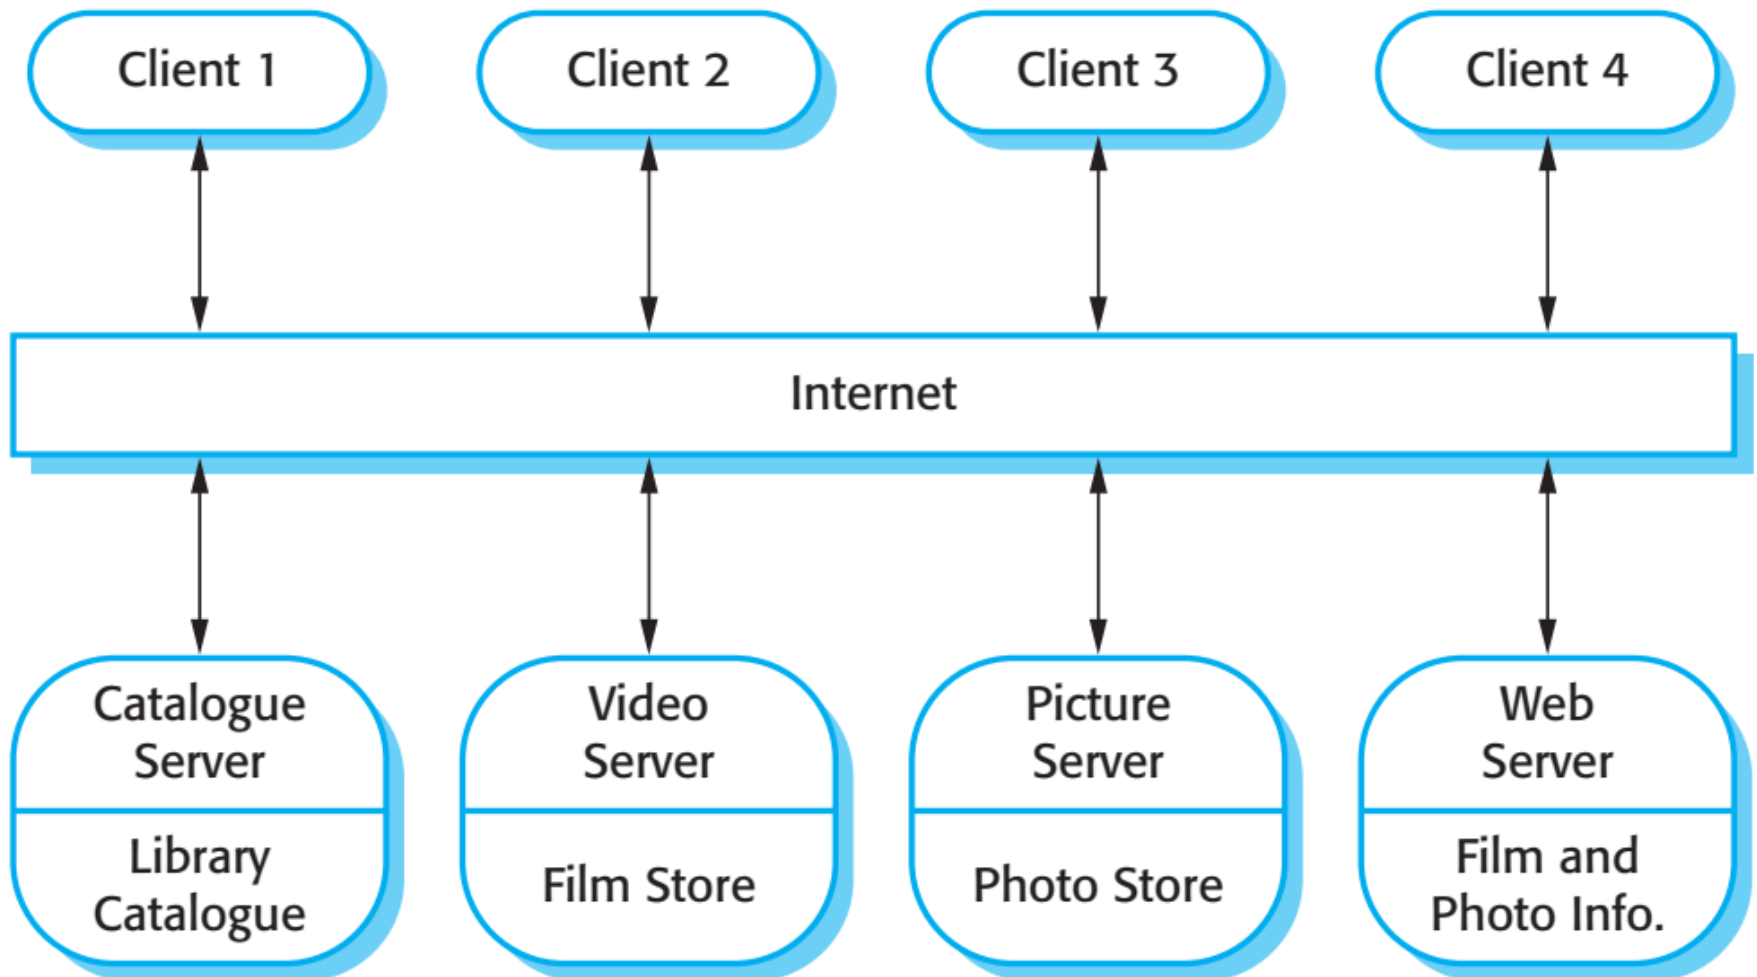 Client 1
Client 2
Client 3
Client 4
Internet
Catalogue
Server
Library
Catalogue
Video
Server
Film Store
Picture
Server
Photo Store
Web
Server
Film and
Photo Info.